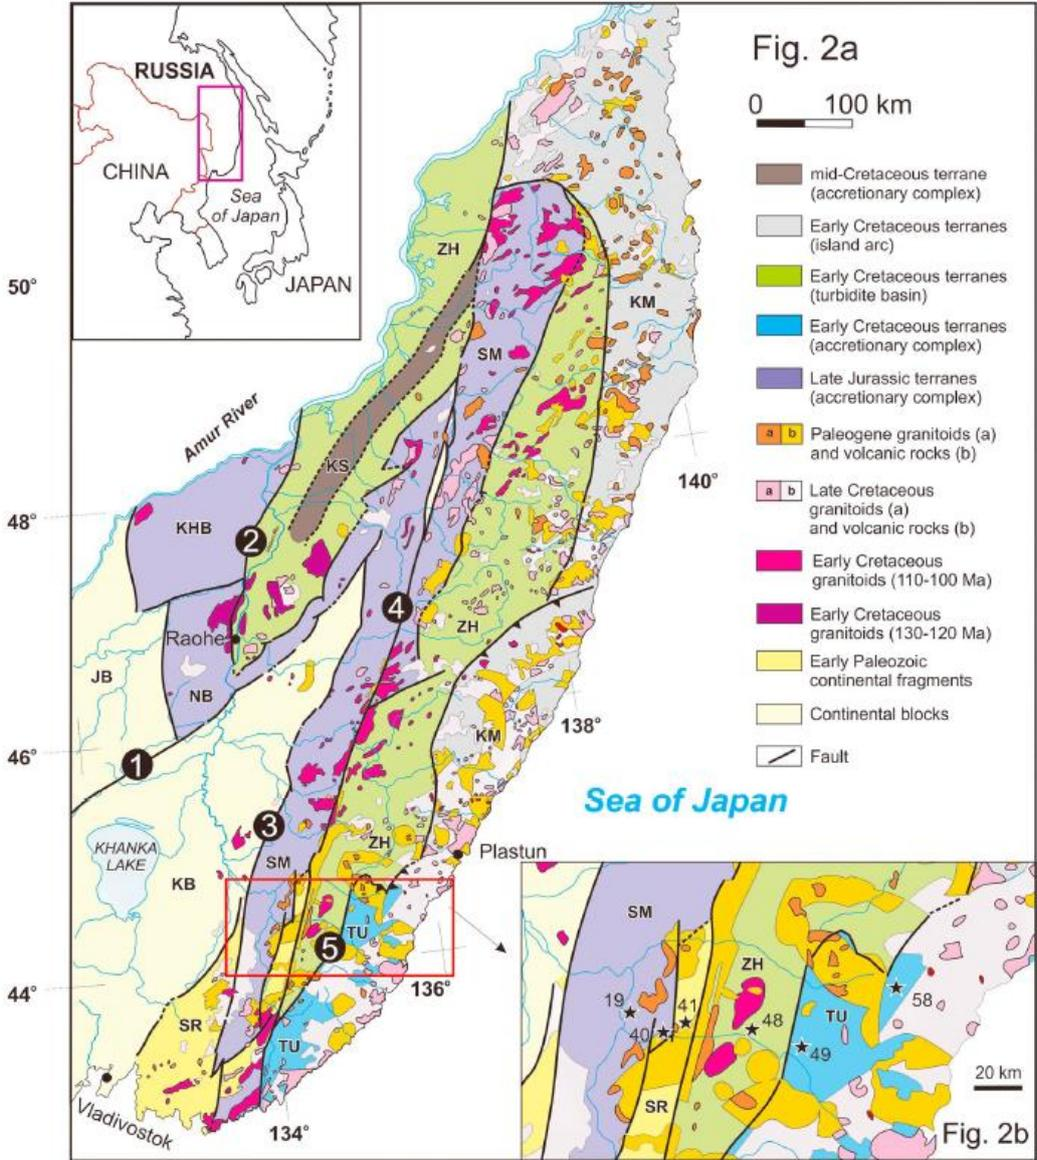 Fig. 2a
0 100 km
RUSSIA
CHINA
Sea
of Japan
JAPAN
mid-Cretaceous terrane
(accretionary complex)
Early Cretaceous terranes
(island arc)
Early Cretaceous terranes
(turbidite basin)
Early Cretaceous terranes
(accretionary complex)
Late Jurassic terranes
(accretionary complex)
a b Paleogene granitoids (a)
and volcanic rocks (b)
a b Late Cretaceous
granitoids (a)
and volcanic rocks (b)
Early Cretaceous
granitoids (110-100 Ma)
Early Cretaceous
granitoids (130-120 Ma)
Early Paleozoic
continental fragments
Continental blocks
Fault
50°
48°
46°
44°
140°
138°
136°
134°
Amur River
ZH
KM
SM
KS
KHB
2
4
Raohe
ZH
JB
NB
KM
1
Sea of Japan
3
KHANKA
LAKE
ZH
Plastun
SM
KB
TU
5
SR
TU
Vladivostok
SM
ZH
19
41
58
40
48
TU
49
20 km
SR
Fig. 2b